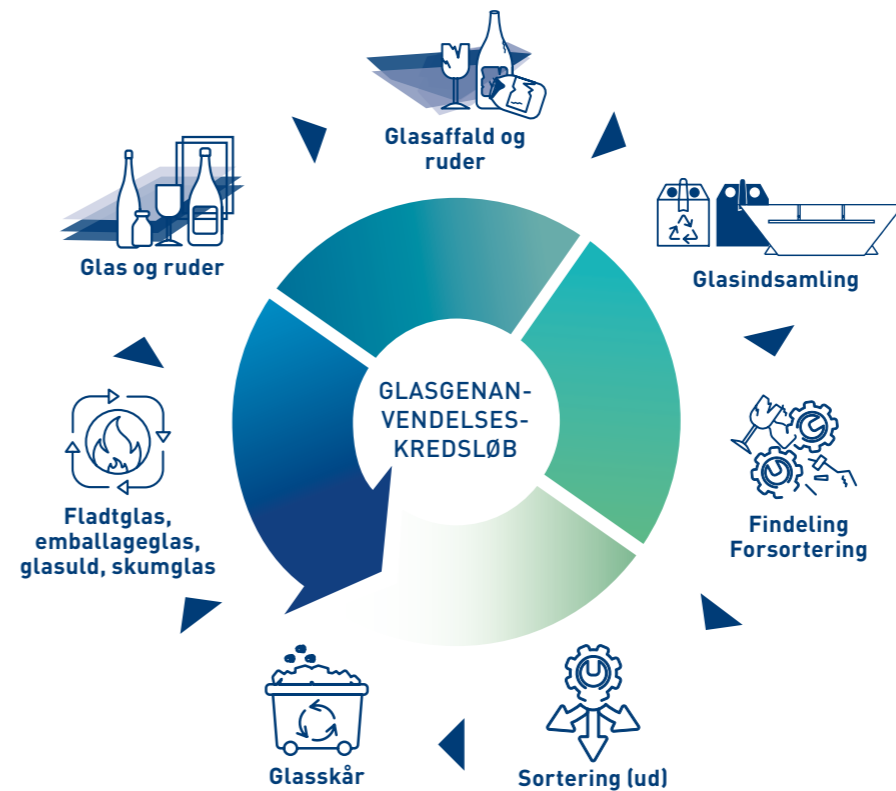 Glasaffald og
ruder
Glasindsamling
Findeling
Forsortering
Sortering (ud)
Glasskår
Fladtglas,
emballageglas,
glasuld, skumglas
Glas og ruder
GLASGENAN-
VENDELSES-
KREDSLØB